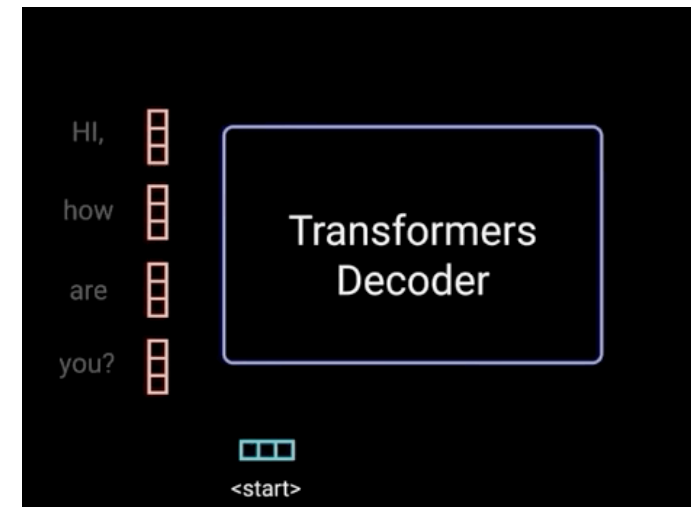 HI,
how
are
you?
Transformers
Decoder
<start>